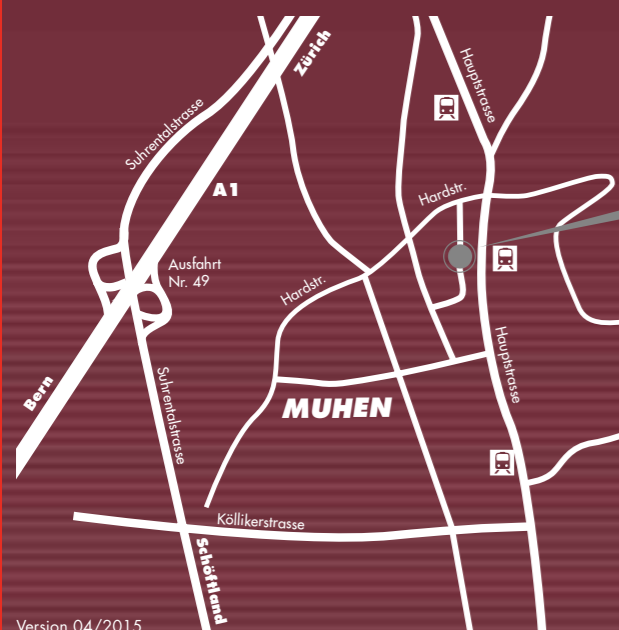 Zürich
Hauptstrasse
Suhrentalstrasse
A1
Hardstr.
Ausfahrt
Nr. 49
Hardstr.
Hauptstrasse
Bern
Suhrentalstrasse
MUHEN
Köllikerstrasse
Schöftland
Version 04/2015